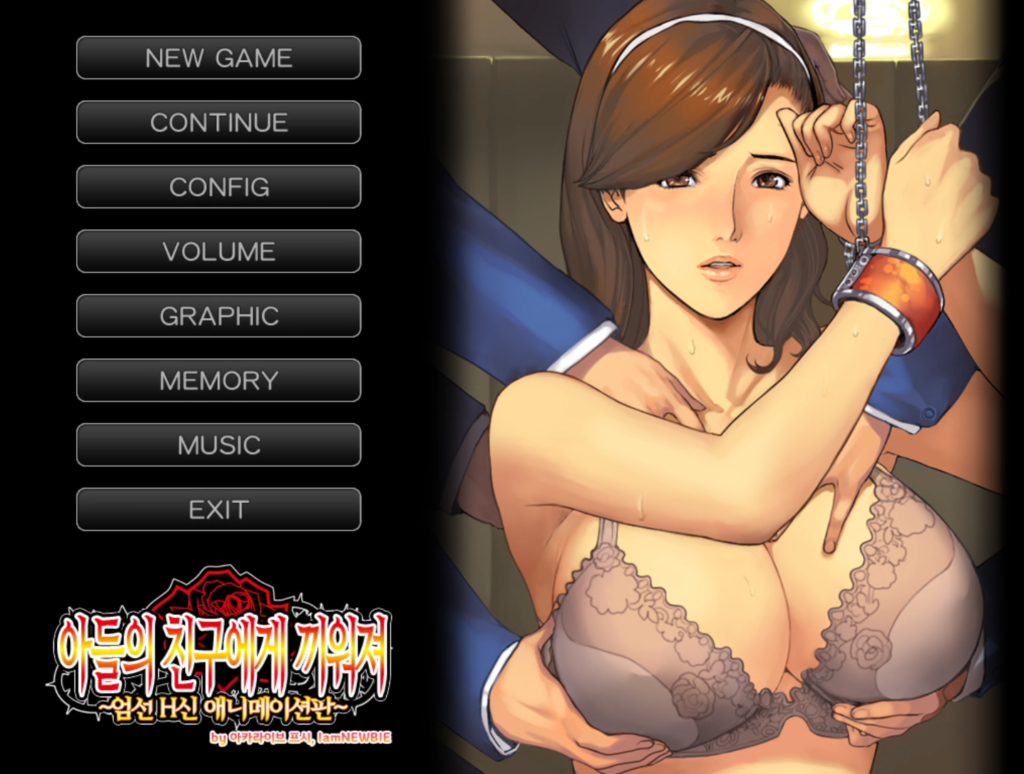 NEW GAME
CONTINUE
CONFIG
VOLUME
GRAPHIC
MEMORY
MUSIC
EXIT
아들의 친구에게 끼워져
~엄선 H신 애니메이션판~
by 아카라이브 프시, IamNEWBIE